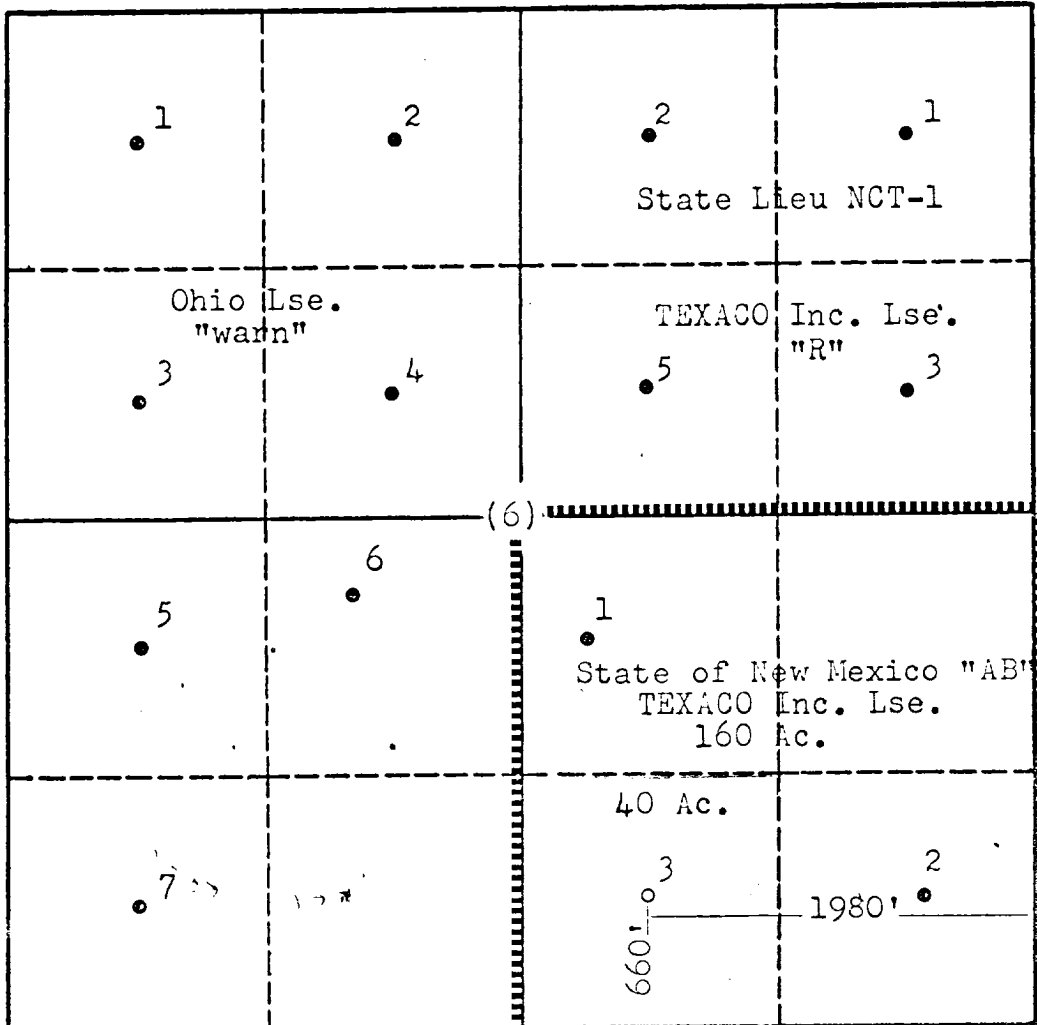 1 2 2 1
State Lieu NCT-1
Ohio Lse.
"warn"
TEXACO Inc. Lse.
"R"
3 4 5 3
(6)
5 6 1
State of New Mexico "AB"
TEXACO Inc. Lse.
160 Ac.
40 Ac.
7 3 2
1980'
660'